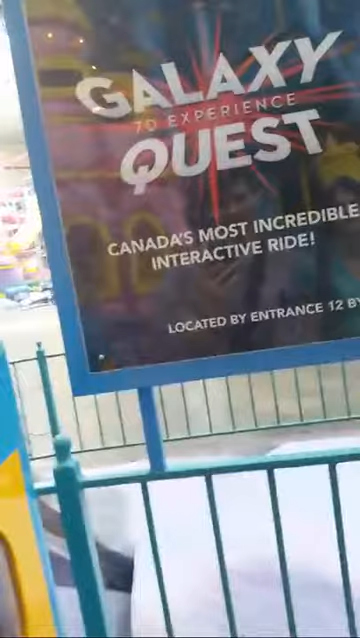 GALAXY
7D EXPERIENCE
QUEST
CANADA'S MOST INCREDIBLE
INTERACTIVE RIDE!
LOCATED BY ENTRANCE 12 BY